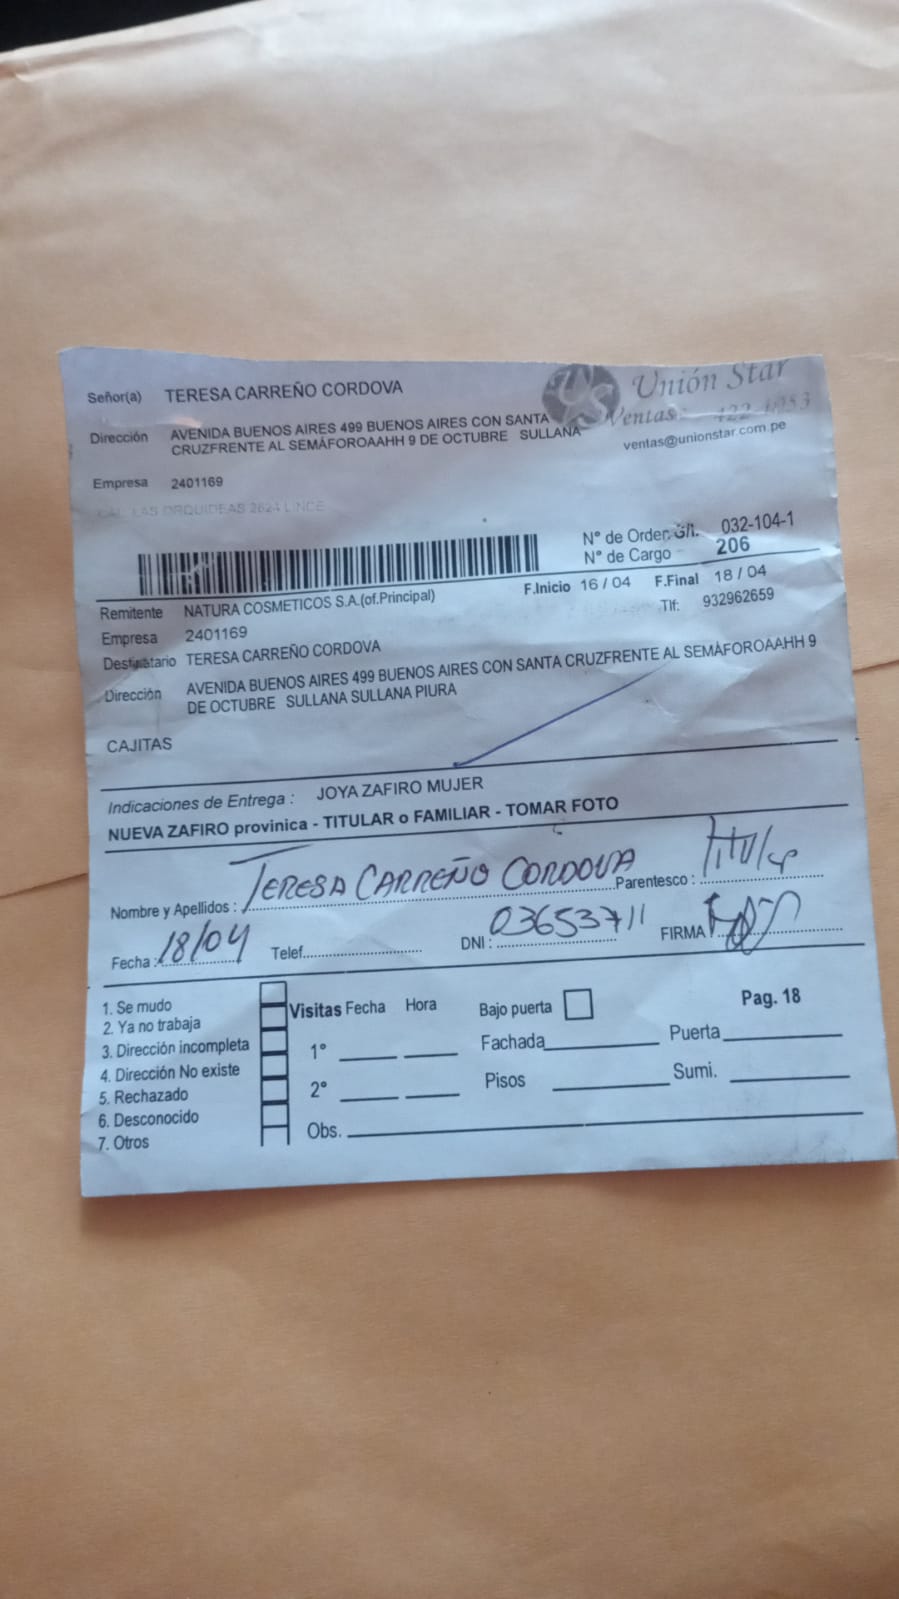 Señor(a) TERESA CARREÑO CORDOVA
Unión Star
Ventas:
Dirección AVENIDA BUENOS AIRES 499 BUENOS AIRES CON SANTA
CRUZFRENTE AL SEMÁFOROAAHH 9 DE OCTUBRE SULLANA
ventas@unionstar.com.pe
Empresa 2401169
CAL. LAS ORQUIDEAS 2624 LINCE
N° de Orden G/I. 032-104-1
N° de Cargo 206
F.Inicio 16 / 04 F.Final 18 / 04
Remitente NATURA COSMETICOS S.A.(of.Principal)
Tlf: 932962659
Empresa 2401169
Destinatario TERESA CARREÑO CORDOVA
Dirección AVENIDA BUENOS AIRES 499 BUENOS AIRES CON SANTA CRUZFRENTE AL SEMÁFOROAAHH 9
DE OCTUBRE SULLANA SULLANA PIURA
CAJITAS
Indicaciones de Entrega : JOYA ZAFIRO MUJER
NUEVA ZAFIRO provinica - TITULAR o FAMILIAR - TOMAR FOTO
Nombre y Apellidos : TERESA CARREÑO CORDOVA Parentesco : Titular
Fecha : 18/04 Telef. DNI : 03653711 FIRMA :
1. Se mudo
2. Ya no trabaja
3. Dirección incompleta
4. Dirección No existe
5. Rechazado
6. Desconocido
7. Otros
Visitas Fecha Hora Bajo puerta Pag. 18
1° Fachada Puerta
2° Pisos Sumi.
Obs.